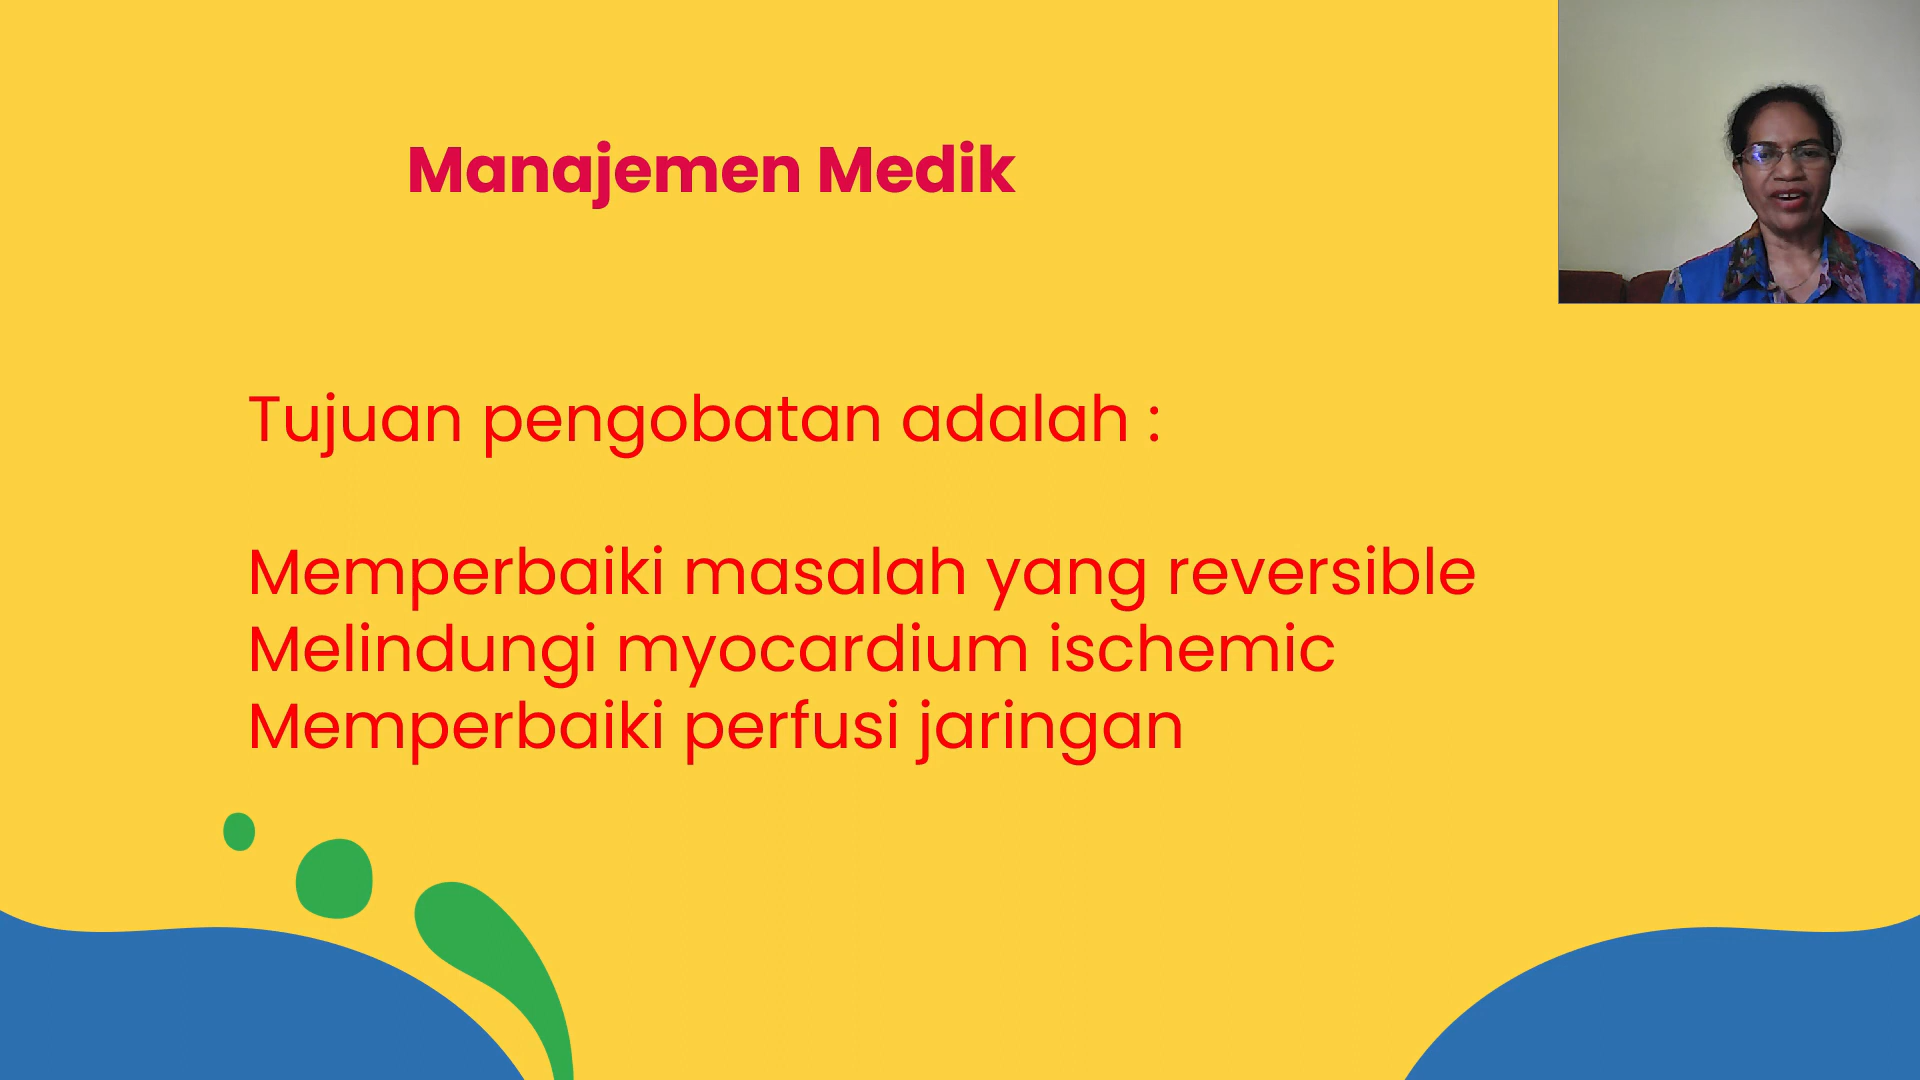 Manajemen Medik
Tujuan pengobatan adalah :
Memperbaiki masalah yang reversible
Melindungi myocardium ischemic
Memperbaiki perfusi jaringan